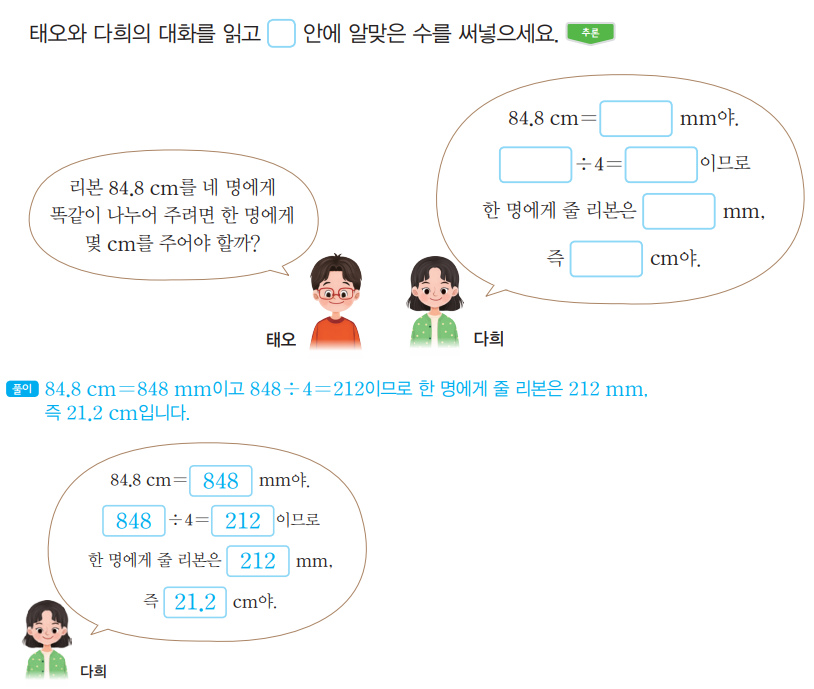 태오와 다희의 대화를 읽고 □ 안에 알맞은 수를 써넣으세요. 추론
리본 84.8 cm를 네 명에게
똑같이 나누어 주려면 한 명에게
몇 cm를 주어야 할까?
태오
84.8 cm=□ mm야.
□÷4=□이므로
한 명에게 줄 리본은 □ mm,
즉 □ cm야.
다희
풀이 84.8 cm=848 mm이고 848÷4=212이므로 한 명에게 줄 리본은 212 mm,
즉 21.2 cm입니다.
84.8 cm=848 mm야.
848÷4=212이므로
한 명에게 줄 리본은 212 mm,
즉 21.2 cm야.
다희